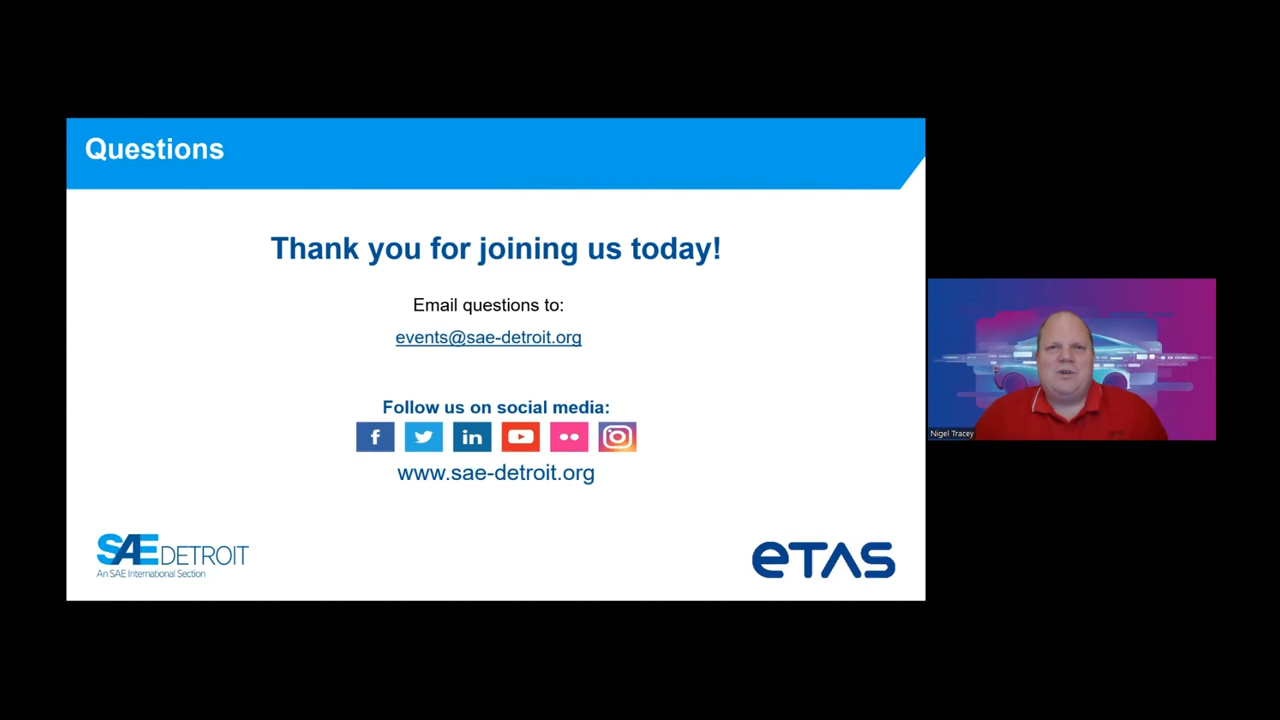 Questions
Thank you for joining us today!
Email questions to:
events@sae-detroit.org
Follow us on social media:
f in
www.sae-detroit.org
SAE DETROIT
An SAE International Section
eTAS
Nigel Tracey